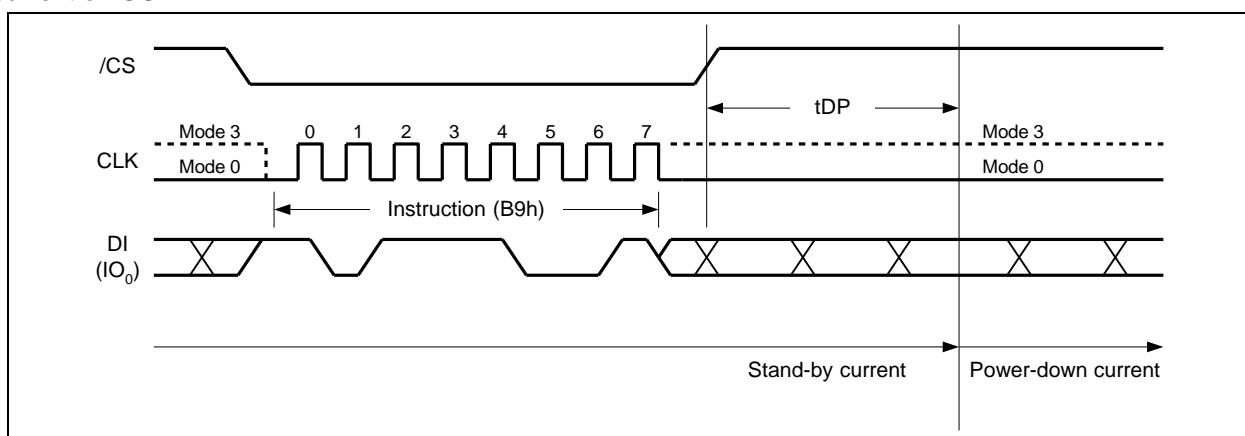 /CS
tDP
Mode 3
0 1 2 3 4 5 6 7
Mode 3
CLK
Mode 0
Mode 0
Instruction (B9h)
DI
(IO0)
Stand-by current
Power-down current